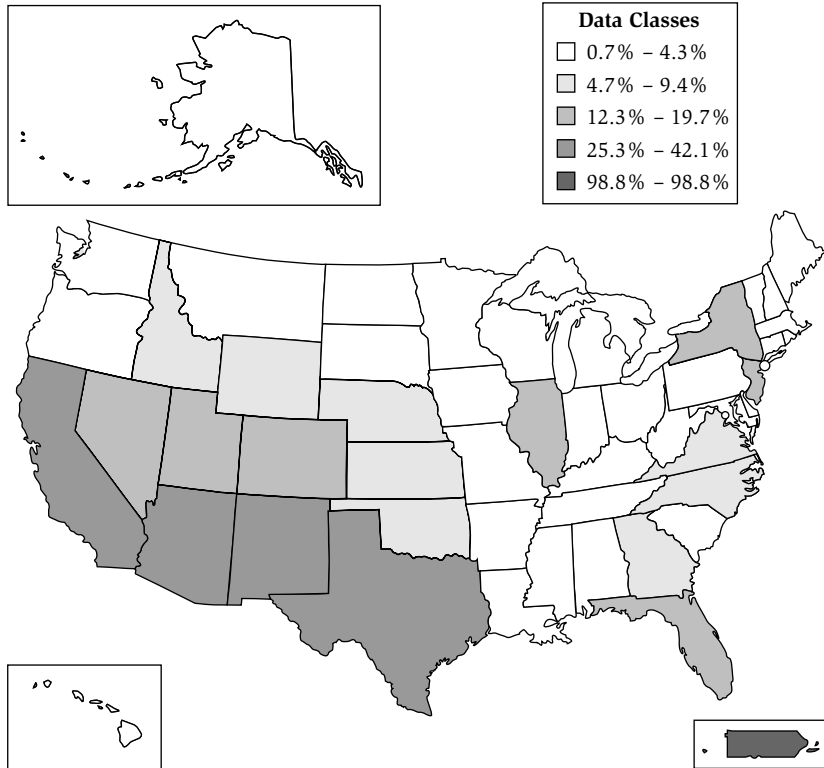 Data Classes
0.7% – 4.3%
4.7% – 9.4%
12.3% – 19.7%
25.3% – 42.1%
98.8% – 98.8%